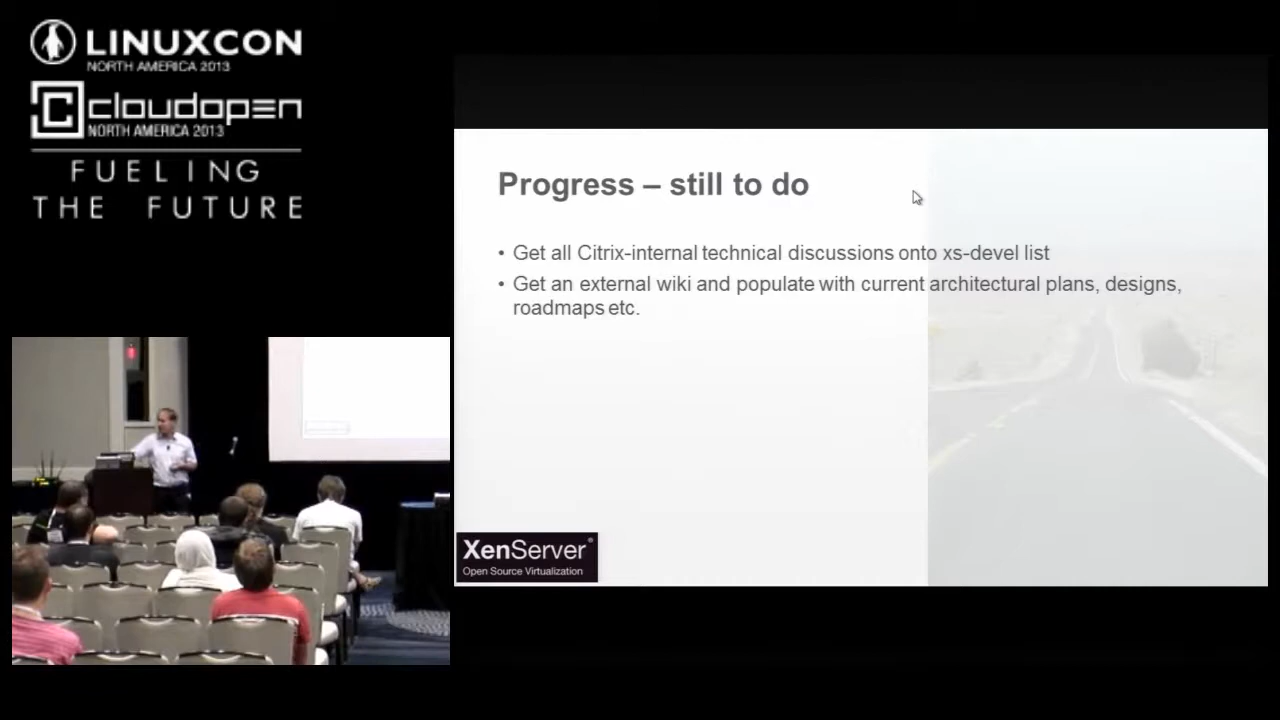 LINUXCON
NORTH AMERICA 2013
cloudopen
NORTH AMERICA 2013
FUELING
THE FUTURE
Progress – still to do
• Get all Citrix-internal technical discussions onto xs-devel list
• Get an external wiki and populate with current architectural plans, designs,
roadmaps etc.
XenServer®
Open Source Virtualization